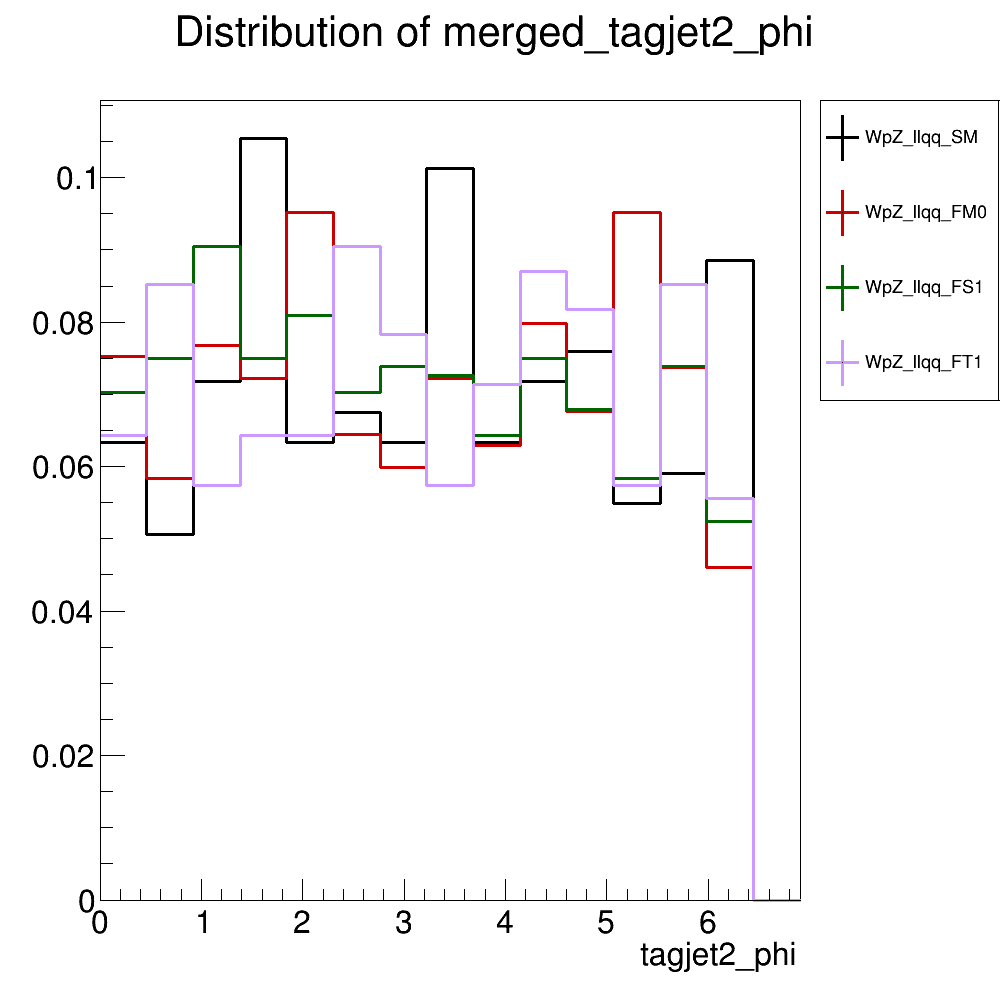 Distribution of merged_tagjet2_phi
WpZ_llqq_SM
WpZ_llqq_FM0
WpZ_llqq_FS1
WpZ_llqq_FT1
0.1
0.08
0.06
0.04
0.02
0
0 1 2 3 4 5 6
tagjet2_phi